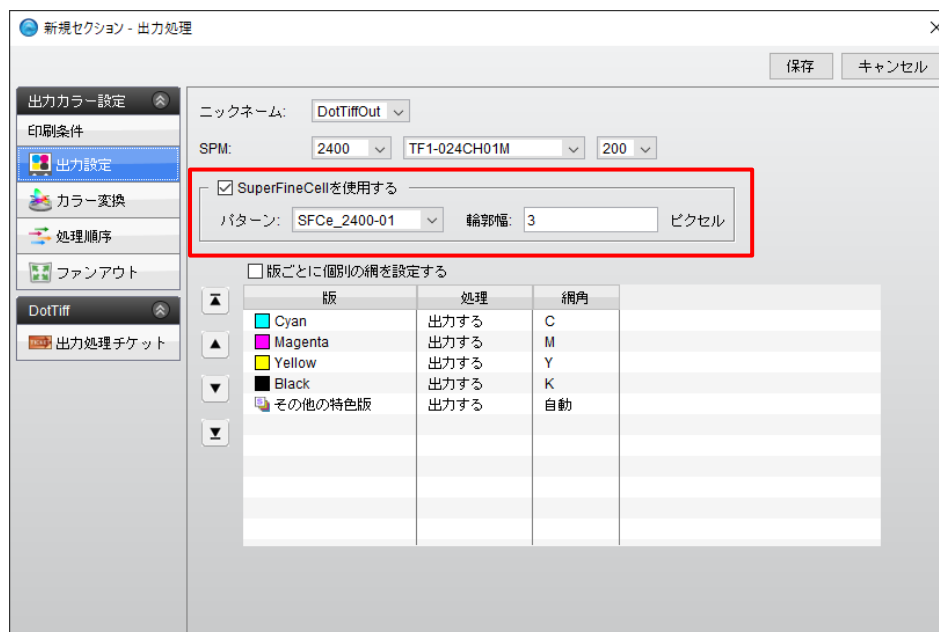 新規セクション - 出力処理
保存 キャンセル
出力カラー設定
印刷条件
出力設定
カラー変換
処理順序
ファンアウト
DotTiff
出力処理チケット
ニックネーム: DotTiffOut
SPM: 2400 TF1-024CH01M 200
SuperFineCellを使用する
パターン: SFCe_2400-01 輪郭幅: 3 ピクセル
版ごとに個別の網を設定する
版 処理 網角
Cyan 出力する C
Magenta 出力する M
Yellow 出力する Y
Black 出力する K
その他の特色版 出力する 自動